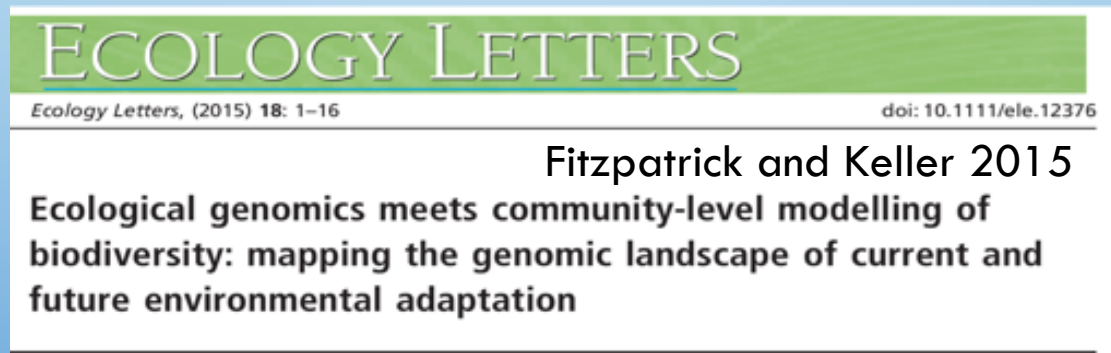 ECOLOGY LETTERS
Ecology Letters, (2015) 18: 1–16 doi: 10.1111/ele.12376
Fitzpatrick and Keller 2015
Ecological genomics meets community-level modelling of
biodiversity: mapping the genomic landscape of current and
future environmental adaptation